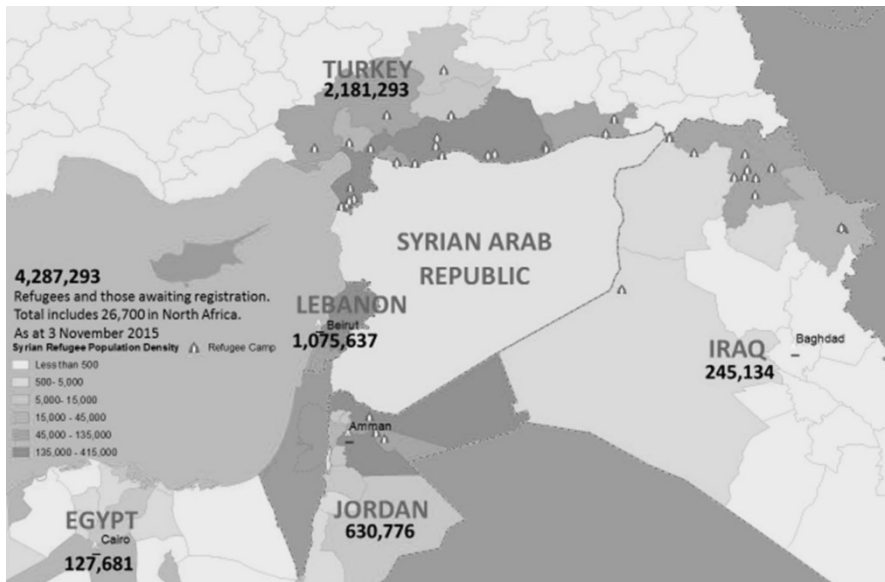 TURKEY
2,181,293
SYRIAN ARAB
REPUBLIC
4,287,293
Refugees and those awaiting registration.
Total includes 26,700 in North Africa.
As at 3 November 2015
Syrian Refugee Population Density Refugee Camp
Less than 500
500- 5,000
5,000- 15,000
15,000 - 45,000
45,000 - 135,000
135,000 - 415,000
LEBANON
Beirut
1,075,637
IRAQ
245,134
Baghdad
Amman
JORDAN
630,776
EGYPT
Cairo
127,681